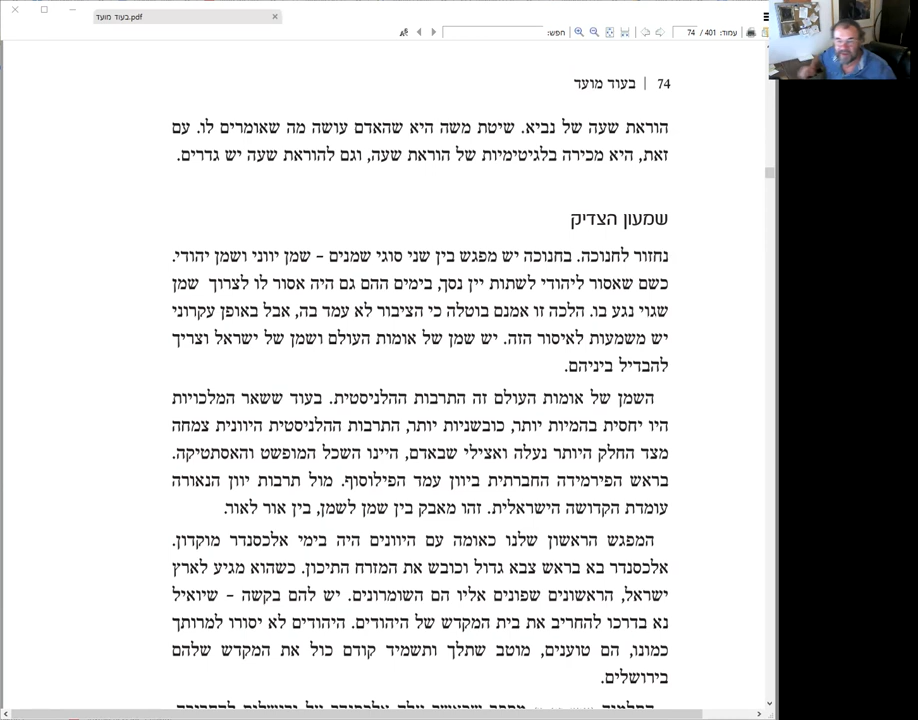 בעוד מועד.pdf
עמוד: 401 / 74
חיפוש:
74 | בעוד מועד
הוראת שעה של נביא. שיטת משה היא שהאדם עושה מה שאומרים לו. עם
זאת, היא מכירה בלגיטימיות של הוראת שעה, וגם להוראת שעה יש גדרים.
שמעון הצדיק
נחזור לחנוכה. בחנוכה יש מפגש בין שני סוגי שמנים – שמן יווני ושמן יהודי.
כשם שאסור ליהודי לשתות יין נסך, בימים ההם גם היה אסור לו לצרוך שמן
שגוי נגע בו. הלכה זו אמנם בוטלה כי הציבור לא עמד בה, אבל באופן עקרוני
יש משמעות לאיסור הזה. יש שמן של אומות העולם ושמן של ישראל וצריך
להבדיל ביניהם.
השמן של אומות העולם זה התרבות ההלניסטית. בעוד ששאר המלכויות
היו יחסית בהמיות יותר, כובשניות יותר, התרבות ההלניסטית היוונית צמחה
מצד החלק היותר נעלה ואצילי שבאדם, היינו השכל המופשט והאסתטיקה.
בראש הפירמידה החברתית ביוון עמד הפילוסוף. מול תרבות יוון הנאורה
עומדת הקדושה הישראלית. זהו מאבק בין שמן לשמן, בין אור לאור.
המפגש הראשון שלנו כאומה עם היוונים היה בימי אלכסנדר מוקדון.
אלכסנדר בא בראש צבא גדול וכובש את המזרח התיכון. כשהוא מגיע לארץ
ישראל, הראשונים שפונים אליו הם השומרונים. יש להם בקשה – שיואיל
נא בדרכו להחריב את בית המקדש של היהודים. היהודים לא יסורו למרותך
כמונו, הם טוענים, מוטב שתלך ותשמיד קודם כול את המקדש שלהם
בירושלים.